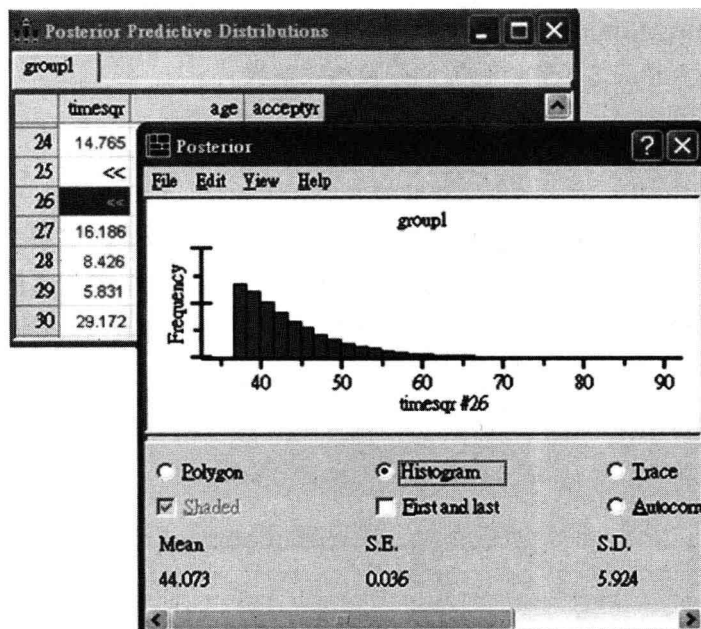 Posterior Predictive Distributions
group1
timesqr age acceptyr
24 14.765
25 <<
26 <<
27 16.186
28 8.426
29 5.831
30 29.172
Posterior
File Edit View Help
group1
Frequency
40 50 60 70 80 90
timesqr #26
Polygon Histogram Trace
Shaded First and last Autocorr
Mean S.E. S.D.
44.073 0.036 5.924